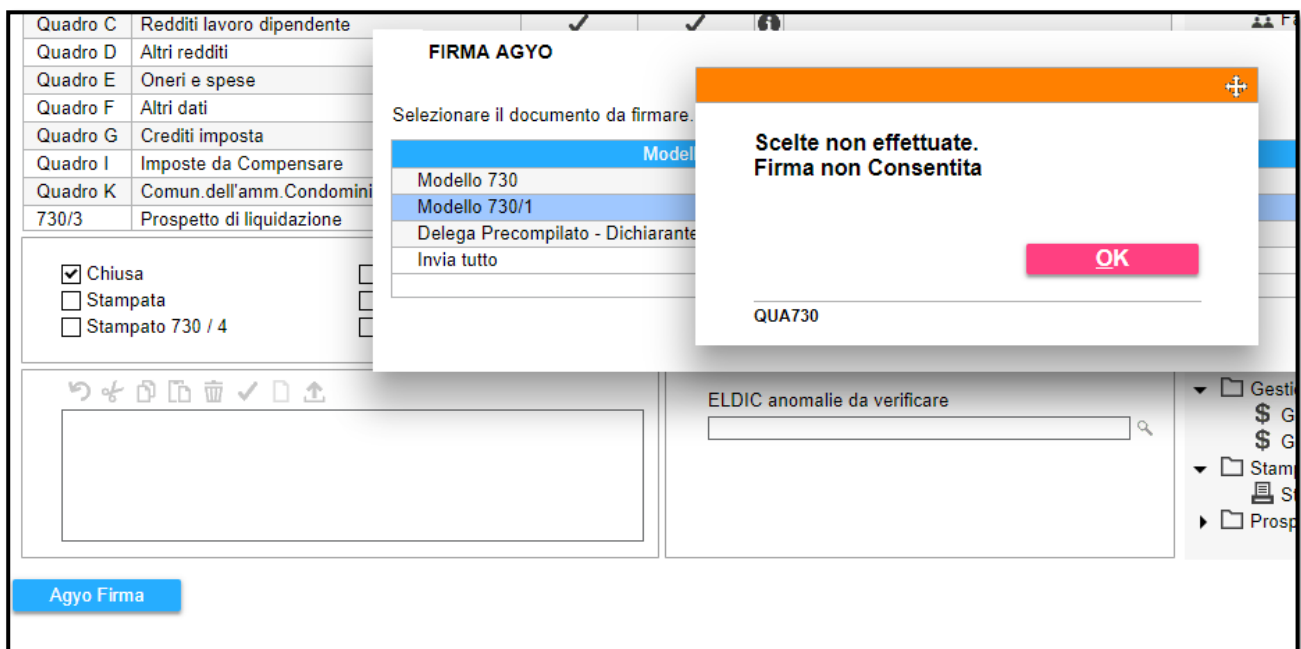 Quadro C Redditi lavoro dipendente
Quadro D Altri redditi
Quadro E Oneri e spese
Quadro F Altri dati
Quadro G Crediti imposta
Quadro I Imposte da Compensare
Quadro K Comun.dell'amm.Condomini
730/3 Prospetto di liquidazione
Chiusa
Stampata
Stampato 730 / 4
FIRMA AGYO
Selezionare il documento da firmare.
Modell
Modello 730
Modello 730/1
Delega Precompilato - Dichiarante
Invia tutto
Scelte non effettuate.
Firma non Consentita
OK
QUA730
ELDIC anomalie da verificare
Gesti
$ G
$ G
Stam
St
Prosp
Agyo Firma